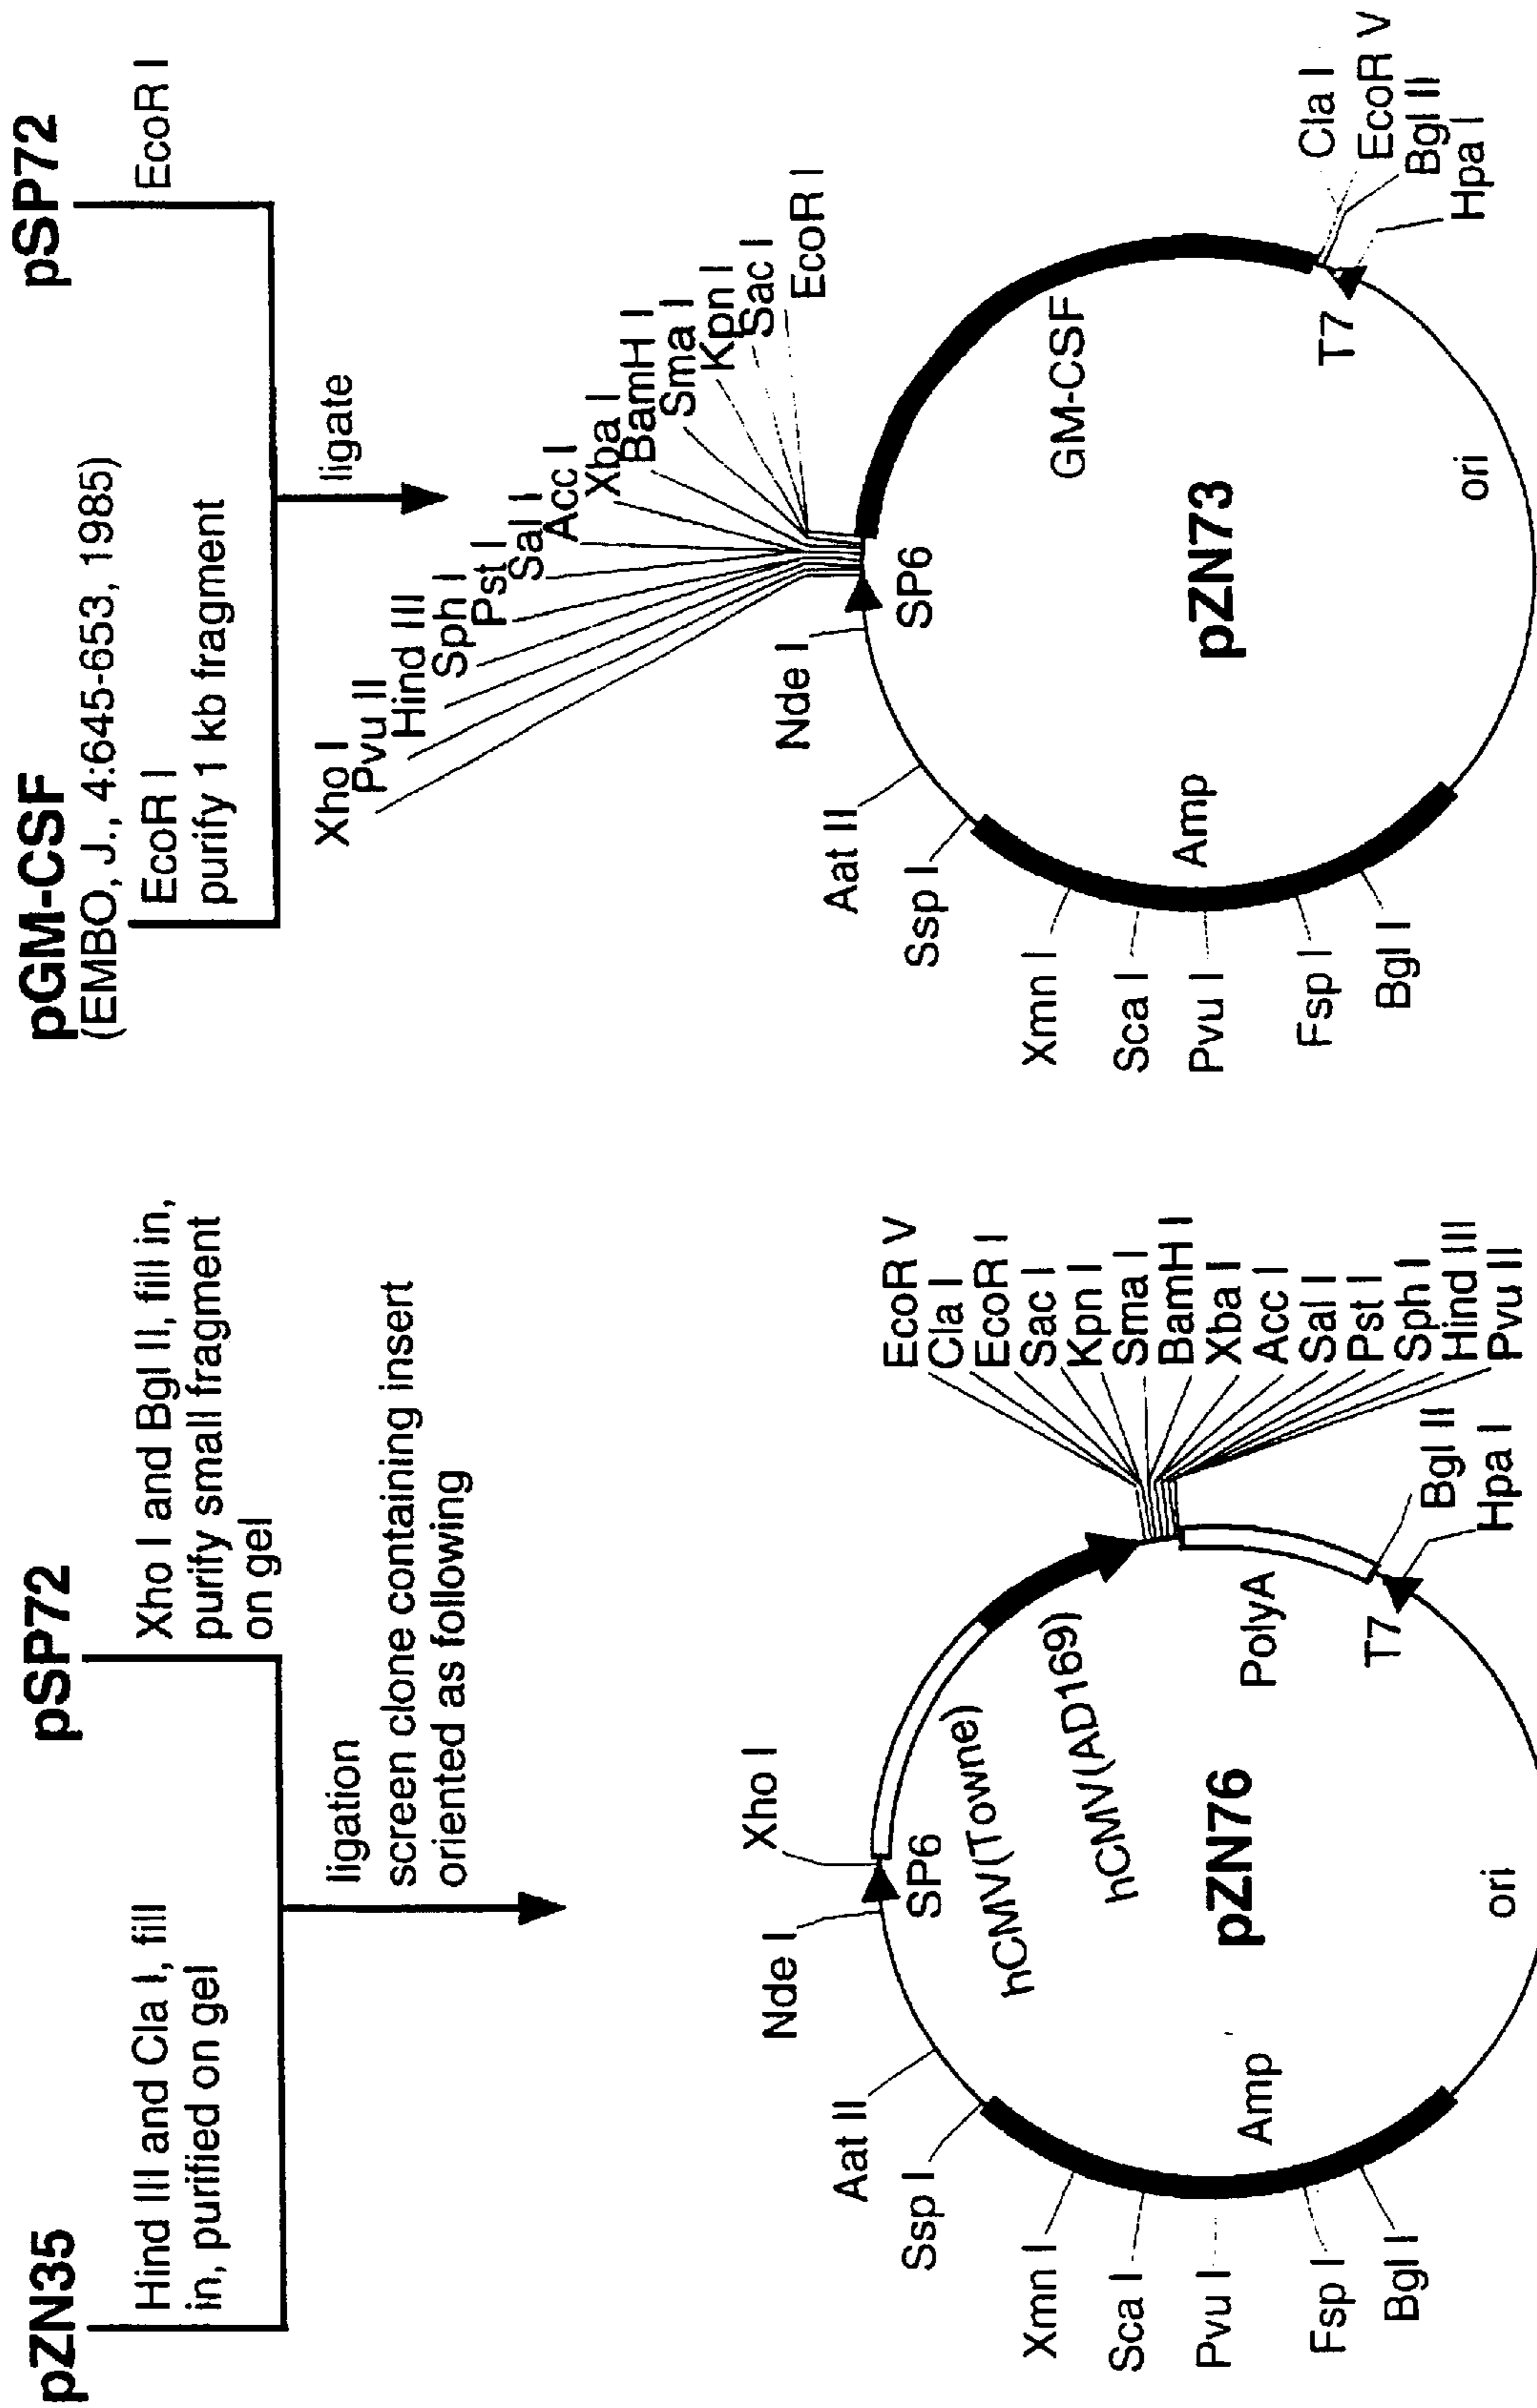 pZN35
Hind III and Cla I, fill
in, purified on gel
pSP72
Xho I and Bgl II, fill in,
purify small fragment
on gel
ligation
screen clone containing insert
oriented as following
Xho I
Nde I
SP6
hCMV(Towne)
hCMV(AD169)
Aat II
Ssp I
Xmn I
Sca I
Pvu I
Fsp I
Bgl I
Amp
pZN76
ori
PolyA
T7
EcoR V
Cla I
EcoR I
Sac I
Kpn I
Sma I
BamH I
Xba I
Acc I
Sal I
Pst I
Sph I
Hind III
Pvu II
Bgl II
Hpa I
pGM-CSF
(EMBO, J., 4:645-653, 1985)
EcoR I
purify 1 kb fragment
pSP72
EcoR I
ligate
Xho I
Pvu II
Hind III
Sph I
Pst I
Sal I
Acc I
Xba I
BamH I
Sma I
Kpn I
Sac I
EcoR I
Nde I
SP6
Aat II
Ssp I
Xmn I
Sca I
Pvu I
Fsp I
Bgl I
Amp
pZN73
GM-CSF
ori
T7
Cla I
EcoR V
Bgl II
Hpa I